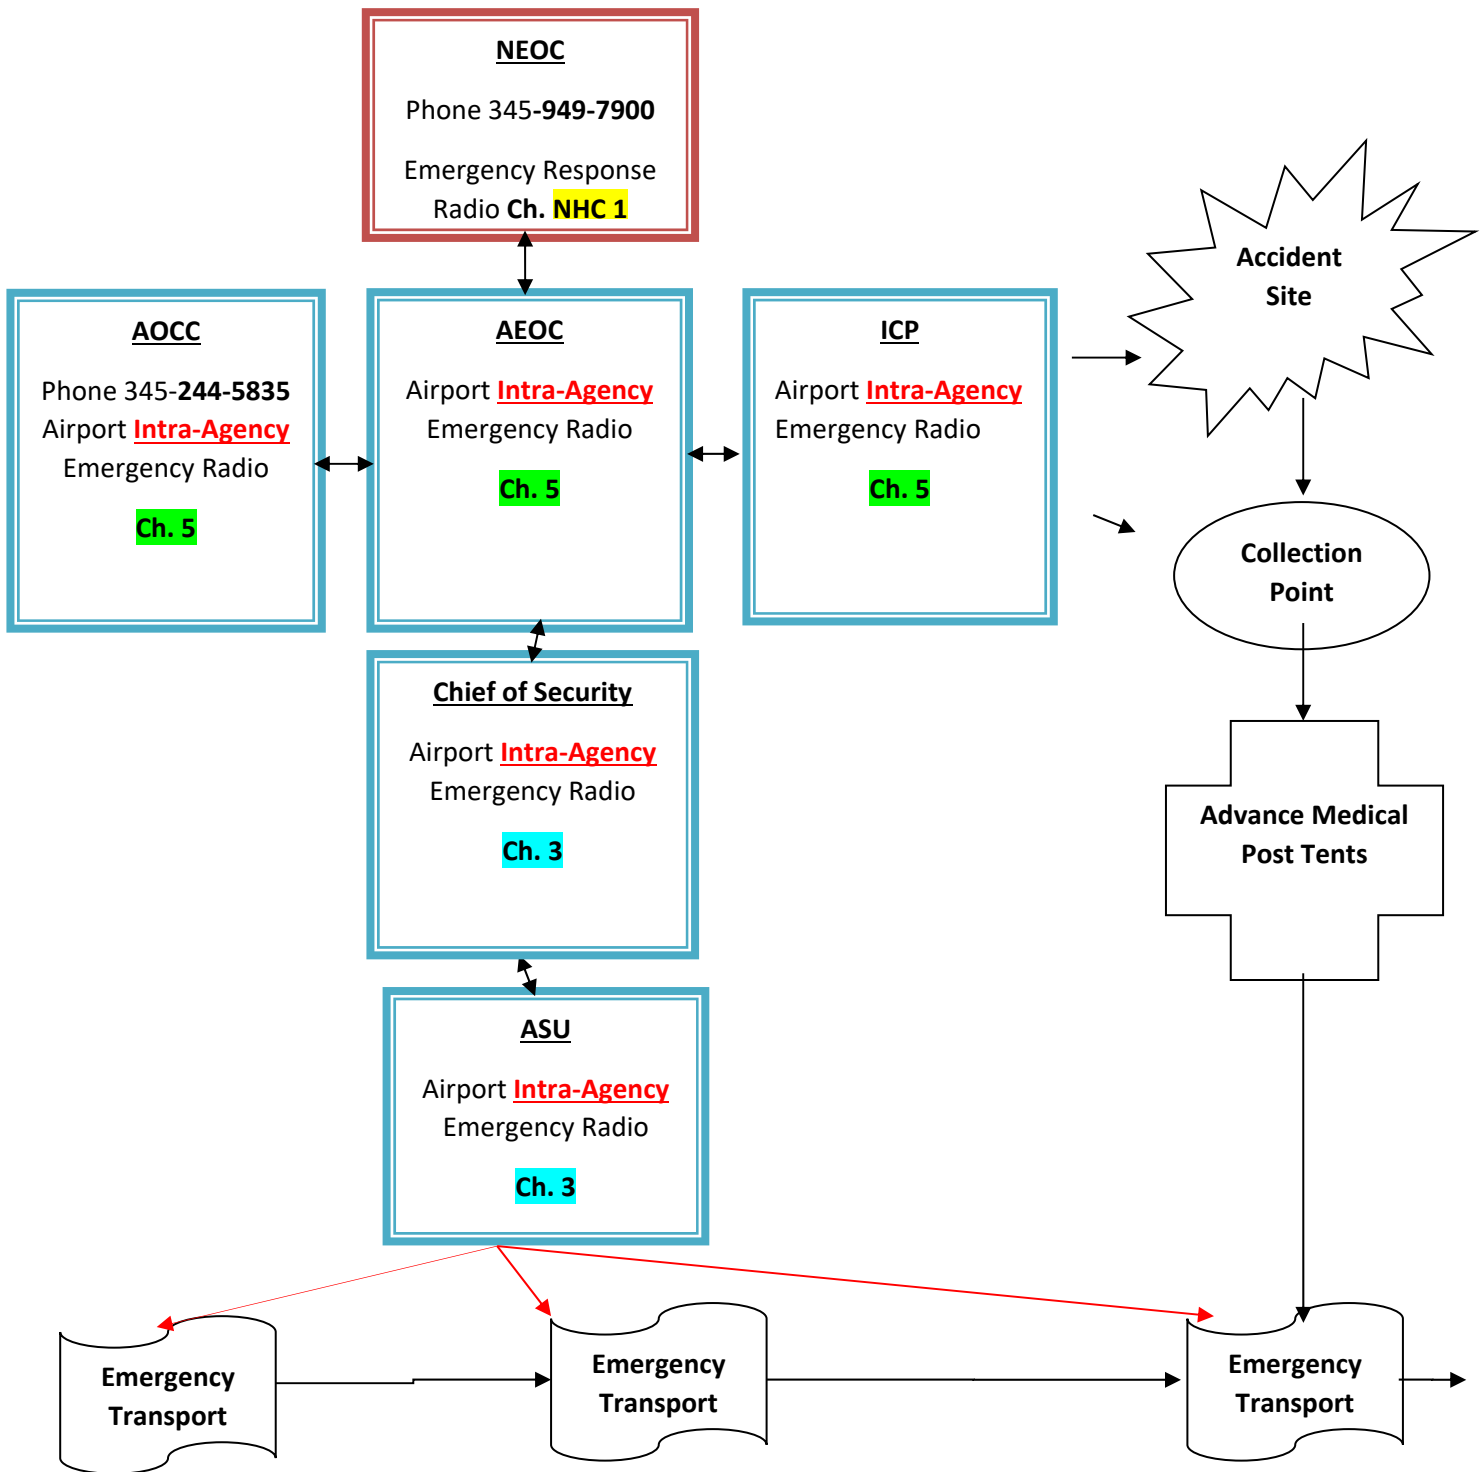 NEOC
Phone 345-949-7900
Emergency Response
Radio Ch. NHC 1
AOCC
Phone 345-244-5835
Airport Intra-Agency
Emergency Radio
Ch. 5
AEOC
Airport Intra-Agency
Emergency Radio
Ch. 5
ICP
Airport Intra-Agency
Emergency Radio
Ch. 5
Accident
Site
Collection
Point
Chief of Security
Airport Intra-Agency
Emergency Radio
Ch. 3
Advance Medical
Post Tents
ASU
Airport Intra-Agency
Emergency Radio
Ch. 3
Emergency
Transport
Emergency
Transport
Emergency
Transport